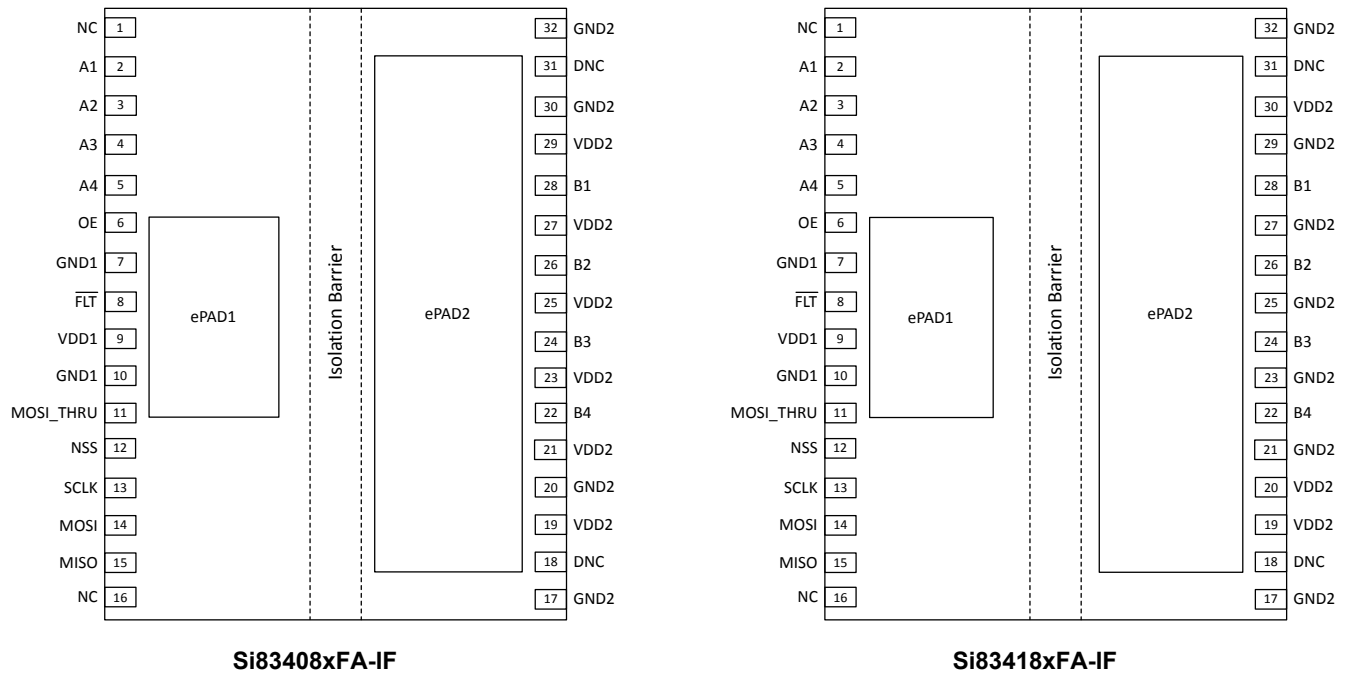 NC 1
A1 2
A2 3
A3 4
A4 5
OE 6
GND1 7
FLT 8
VDD1 9
GND1 10
MOSI_THRU 11
NSS 12
SCLK 13
MOSI 14
MISO 15
NC 16
ePAD1
Isolation Barrier
ePAD2
32 GND2
31 DNC
30 GND2
29 VDD2
28 B1
27 VDD2
26 B2
25 VDD2
24 B3
23 VDD2
22 B4
21 VDD2
20 GND2
19 VDD2
18 DNC
17 GND2
Si83408xFA-IF
NC 1
A1 2
A2 3
A3 4
A4 5
OE 6
GND1 7
FLT 8
VDD1 9
GND1 10
MOSI_THRU 11
NSS 12
SCLK 13
MOSI 14
MISO 15
NC 16
ePAD1
Isolation Barrier
ePAD2
32 GND2
31 DNC
30 VDD2
29 GND2
28 B1
27 GND2
26 B2
25 GND2
24 B3
23 GND2
22 B4
21 GND2
20 VDD2
19 VDD2
18 DNC
17 GND2
Si83418xFA-IF